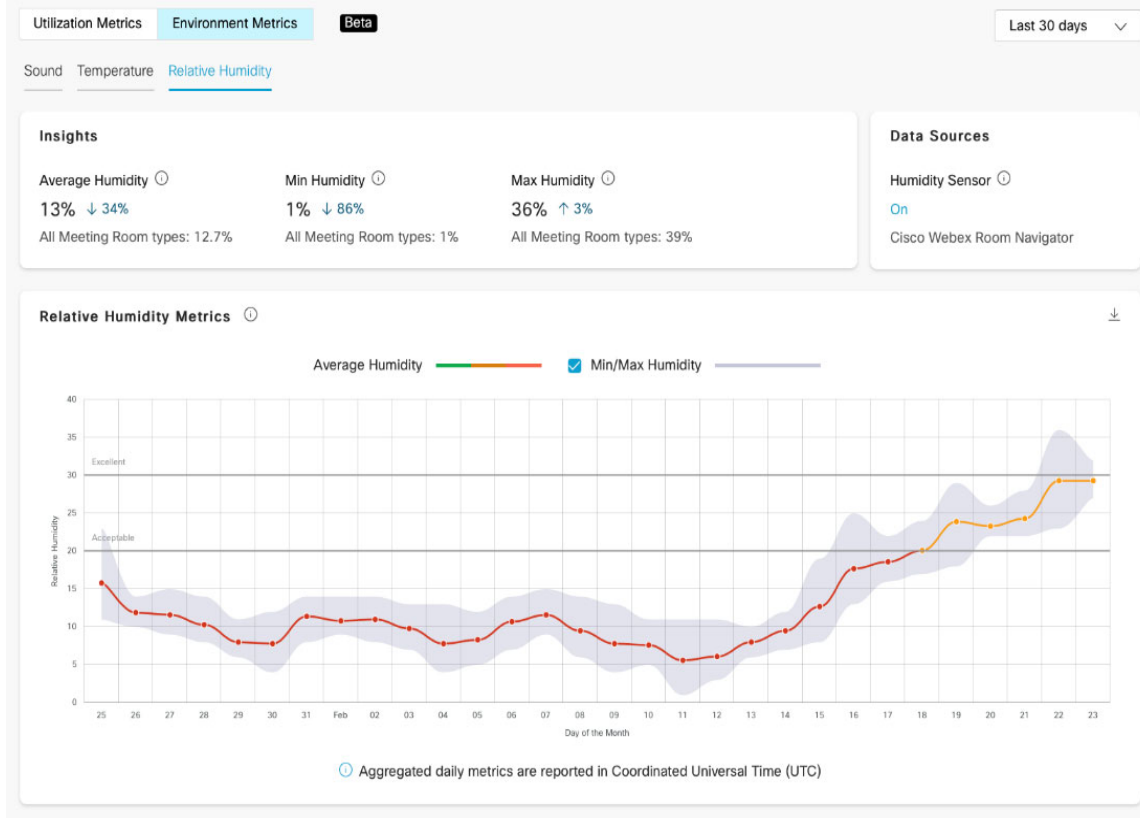 Utilization Metrics Environment Metrics Beta Last 30 days
Sound Temperature Relative Humidity
Insights
Average Humidity
13% ↓ 34%
All Meeting Room types: 12.7%
Min Humidity
1% ↓ 86%
All Meeting Room types: 1%
Max Humidity
36% ↑ 3%
All Meeting Room types: 39%
Data Sources
Humidity Sensor
On
Cisco Webex Room Navigator
Relative Humidity Metrics
Average Humidity Min/Max Humidity
40
35
Excellent
30
25
Acceptable
20
15
10
5
0
Relative Humidity
25 26 27 28 29 30 31 Feb 02 03 04 05 06 07 08 09 10 11 12 13 14 15 16 17 18 19 20 21 22 23
Day of the Month
Aggregated daily metrics are reported in Coordinated Universal Time (UTC)